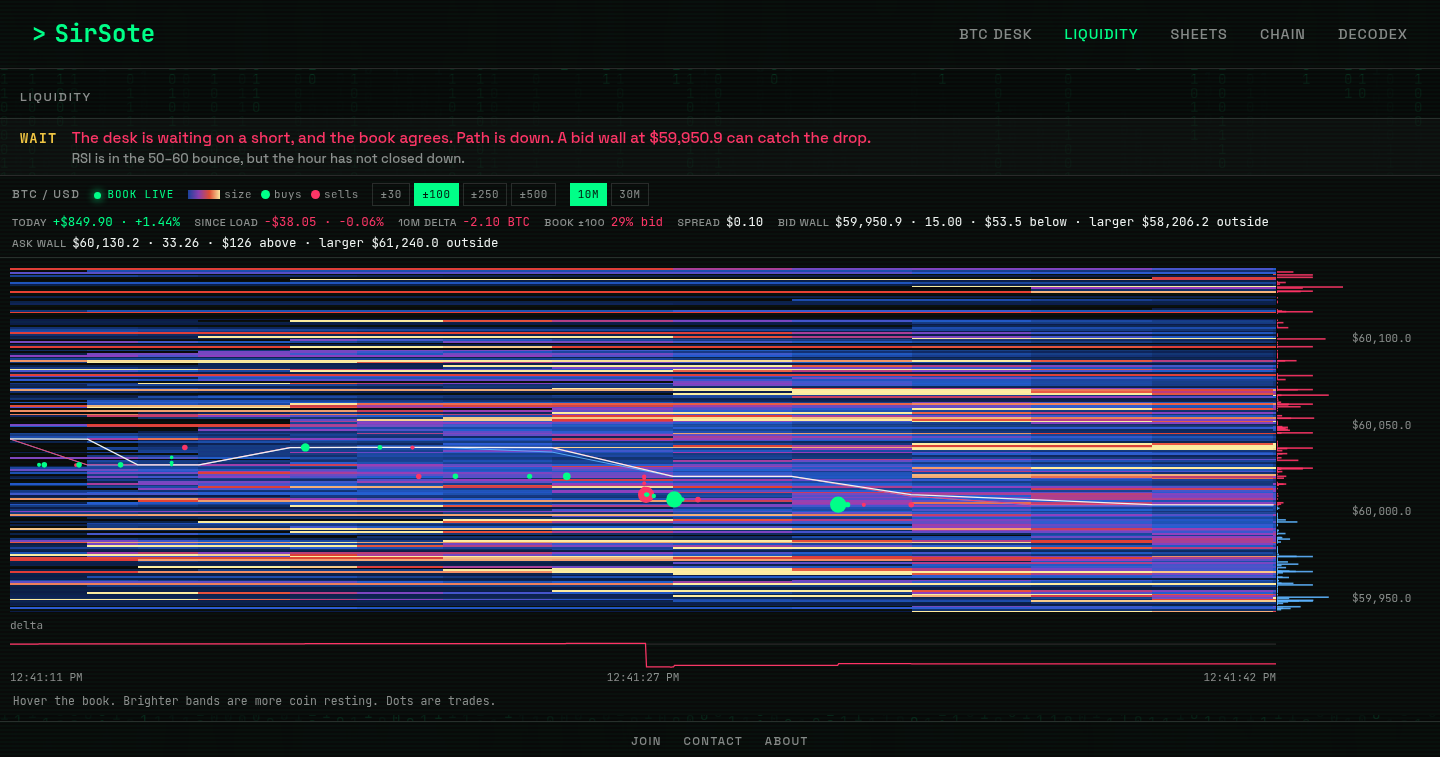 > SirSote
BTC DESK LIQUIDITY SHEETS CHAIN DECODEX
LIQUIDITY
WAIT The desk is waiting on a short, and the book agrees. Path is down. A bid wall at $59,950.9 can catch the drop.
RSI is in the 50–60 bounce, but the hour has not closed down.
BTC / USD BOOK LIVE size buys sells ±30 ±100 ±250 ±500 10M 30M
TODAY +$849.90 · +1.44% SINCE LOAD -$38.05 · -0.06% 10M DELTA -2.10 BTC BOOK ±100 29% bid SPREAD $0.10 BID WALL $59,950.9 · 15.00 · $53.5 below · larger $58,206.2 outside
ASK WALL $60,130.2 · 33.26 · $126 above · larger $61,240.0 outside
$60,100.0
$60,050.0
$60,000.0
$59,950.0
delta
12:41:11 PM 12:41:27 PM 12:41:42 PM
Hover the book. Brighter bands are more coin resting. Dots are trades.
JOIN CONTACT ABOUT